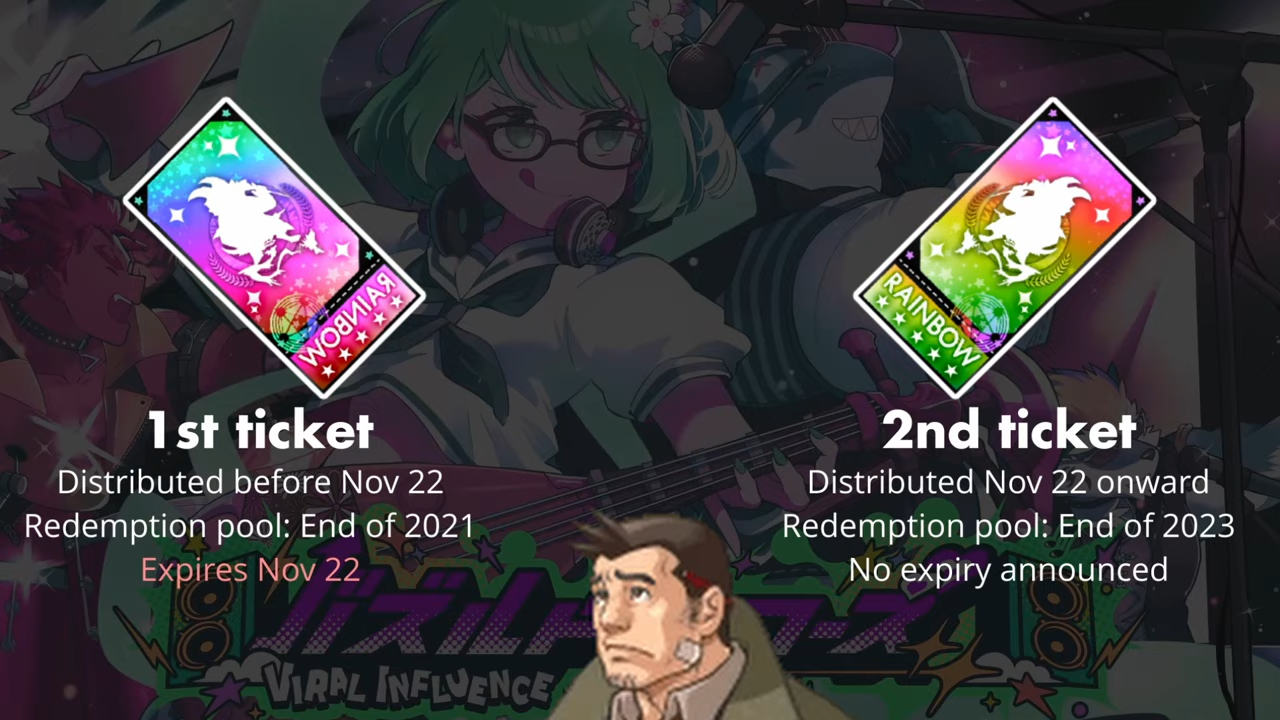 RAINBOW
RAINBOW
1st ticket
Distributed before Nov 22
Redemption pool: End of 2021
Expires Nov 22
2nd ticket
Distributed Nov 22 onward
Redemption pool: End of 2023
No expiry announced
VIRAL INFLUENCE